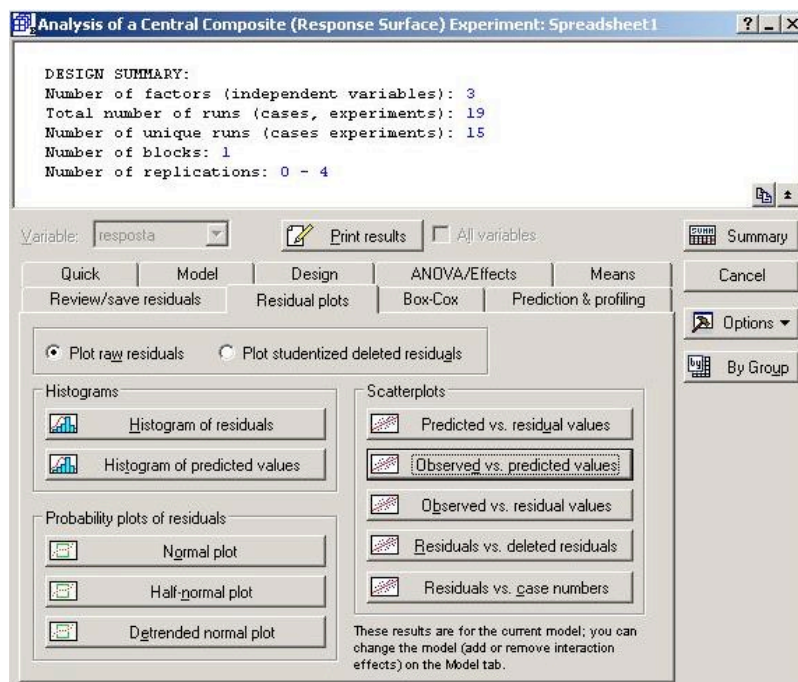 Analysis of a Central Composite (Response Surface) Experiment: Spreadsheet1
DESIGN SUMMARY:
Number of factors (independent variables): 3
Total number of runs (cases, experiments): 19
Number of unique runs (cases experiments): 15
Number of blocks: 1
Number of replications: 0 - 4
Variable: resposta Print results All variables
Summary
Cancel
Options
By Group
Quick Model Design ANOVA/Effects Means
Review/save residuals Residual plots Box-Cox Prediction & profiling
Plot raw residuals Plot studentized deleted residuals
Histograms
Histogram of residuals
Histogram of predicted values
Probability plots of residuals
Normal plot
Half-normal plot
Detrended normal plot
Scatterplots
Predicted vs. residual values
Observed vs. predicted values
Observed vs. residual values
Residuals vs. deleted residuals
Residuals vs. case numbers
These results are for the current model; you can
change the model (add or remove interaction
effects) on the Model tab.